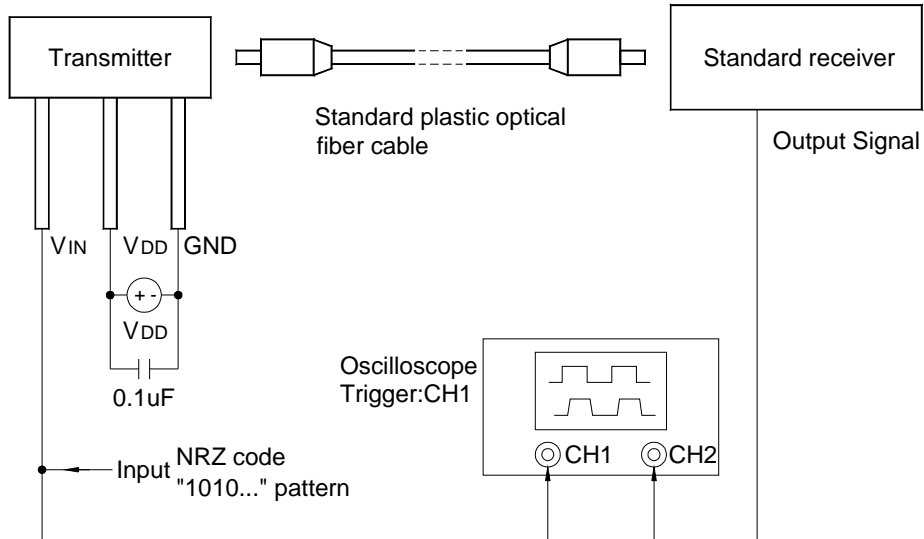 Transmitter
Standard receiver
Standard plastic optical
fiber cable
Output Signal
VIN
VDD
GND
+ -
VDD
0.1uF
Oscilloscope
Trigger:CH1
CH1
CH2
Input
NRZ code
"1010..." pattern